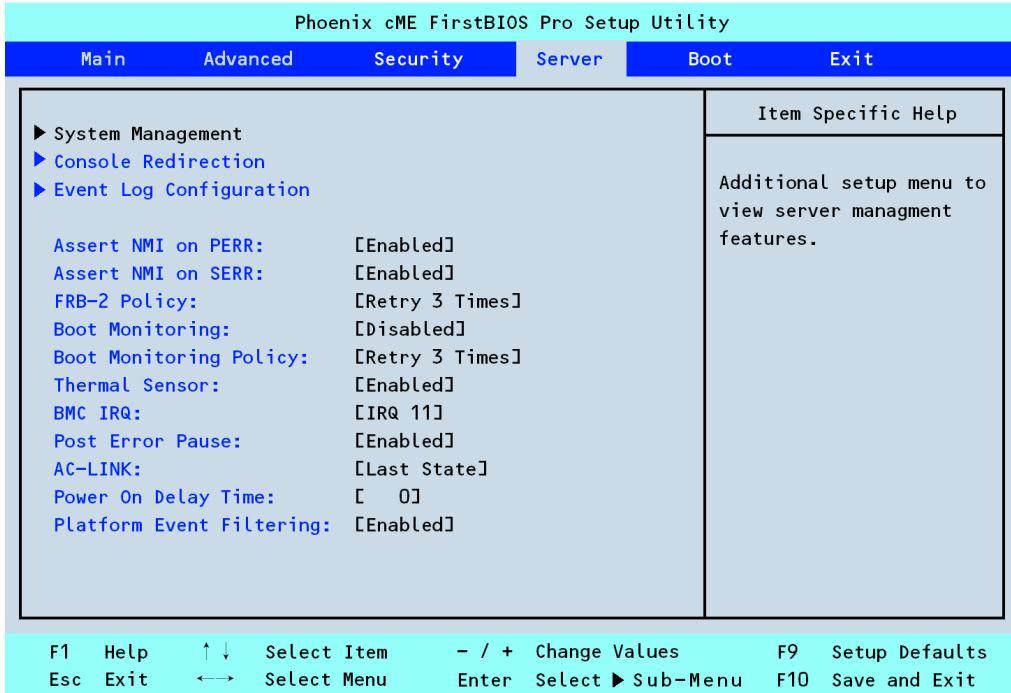 Phoenix cME FirstBIOS Pro Setup Utility
Main Advanced Security Server Boot Exit
System Management
Console Redirection
Event Log Configuration
Assert NMI on PERR: [Enabled]
Assert NMI on SERR: [Enabled]
FRB-2 Policy: [Retry 3 Times]
Boot Monitoring: [Disabled]
Boot Monitoring Policy: [Retry 3 Times]
Thermal Sensor: [Enabled]
BMC IRQ: [IRQ 11]
Post Error Pause: [Enabled]
AC-LINK: [Last State]
Power On Delay Time: [ 0]
Platform Event Filtering: [Enabled]
Item Specific Help
Additional setup menu to
view server managment
features.
F1 Help ↑ ↓ Select Item - / + Change Values F9 Setup Defaults
Esc Exit ←→ Select Menu Enter Select ▶ Sub-Menu F10 Save and Exit